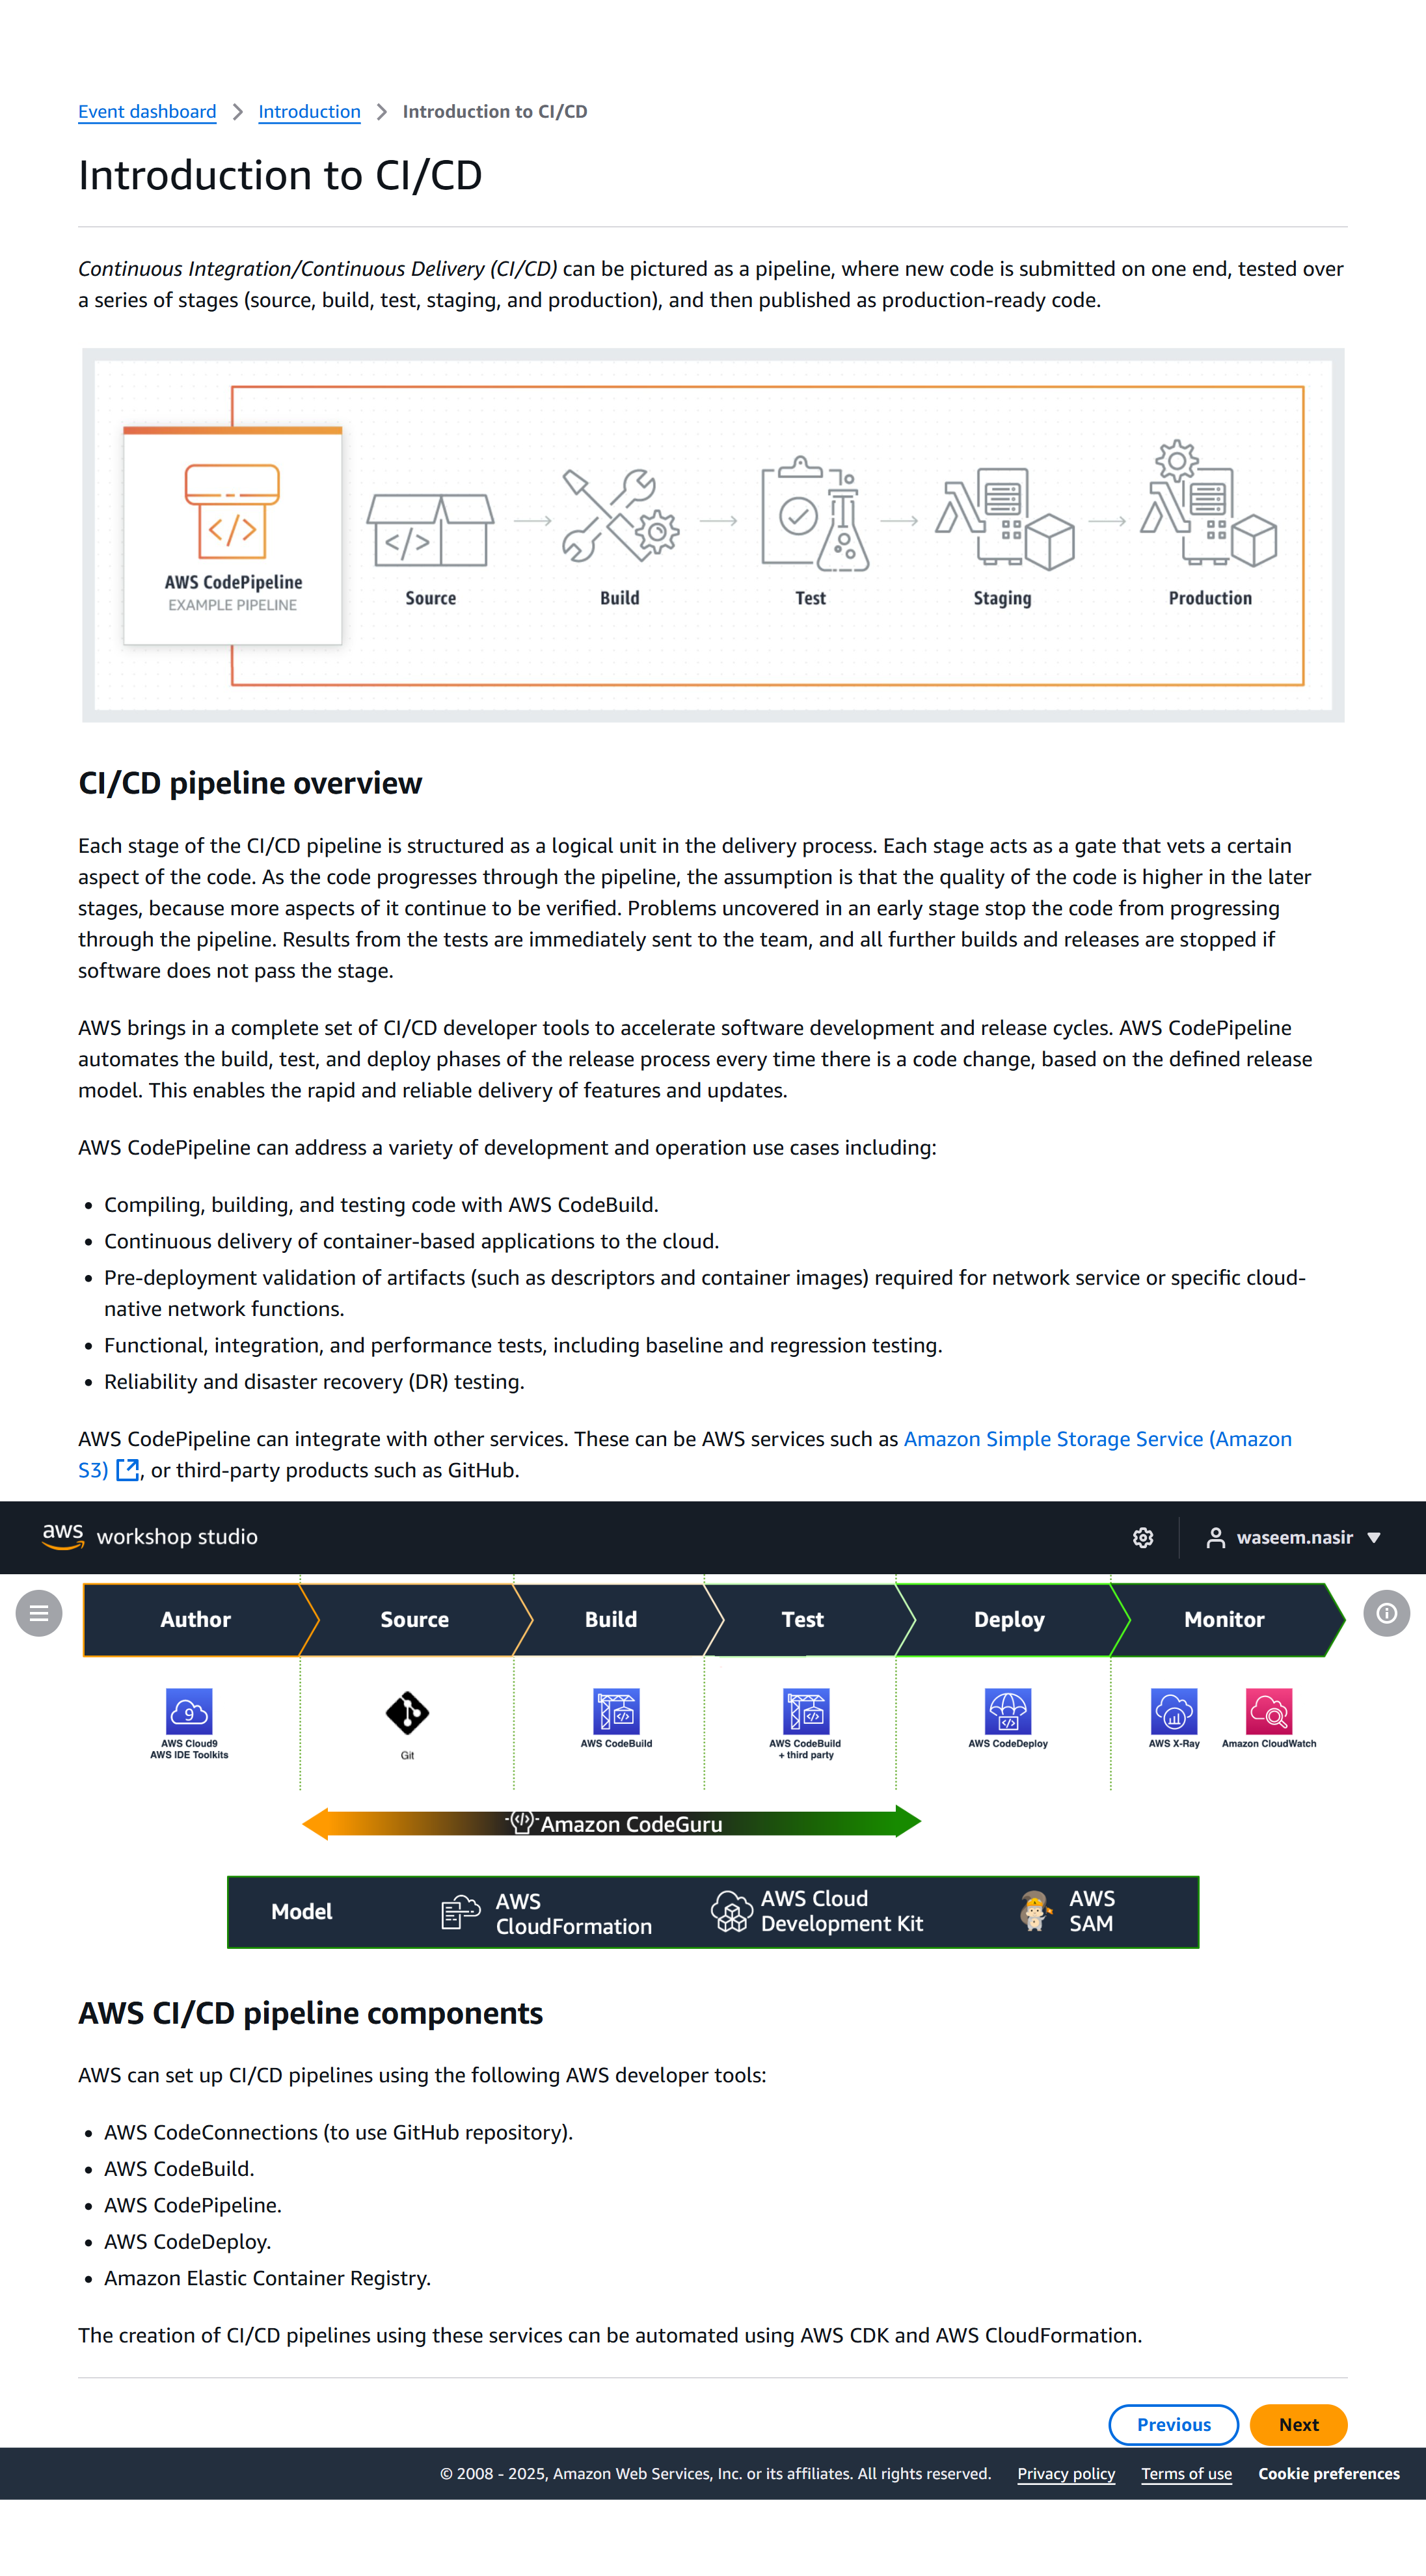 Event dashboard > Introduction > Introduction to CI/CD
Introduction to CI/CD
Continuous Integration/Continuous Delivery (CI/CD) can be pictured as a pipeline, where new code is submitted on one end, tested over
a series of stages (source, build, test, staging, and production), and then published as production-ready code.
AWS CodePipeline
EXAMPLE PIPELINE
Source
Build
Test
Staging
Production
CI/CD pipeline overview
Each stage of the CI/CD pipeline is structured as a logical unit in the delivery process. Each stage acts as a gate that vets a certain
aspect of the code. As the code progresses through the pipeline, the assumption is that the quality of the code is higher in the later
stages, because more aspects of it continue to be verified. Problems uncovered in an early stage stop the code from progressing
through the pipeline. Results from the tests are immediately sent to the team, and all further builds and releases are stopped if
software does not pass the stage.
AWS brings in a complete set of CI/CD developer tools to accelerate software development and release cycles. AWS CodePipeline
automates the build, test, and deploy phases of the release process every time there is a code change, based on the defined release
model. This enables the rapid and reliable delivery of features and updates.
AWS CodePipeline can address a variety of development and operation use cases including:
• Compiling, building, and testing code with AWS CodeBuild.
• Continuous delivery of container-based applications to the cloud.
• Pre-deployment validation of artifacts (such as descriptors and container images) required for network service or specific cloud-
native network functions.
• Functional, integration, and performance tests, including baseline and regression testing.
• Reliability and disaster recovery (DR) testing.
AWS CodePipeline can integrate with other services. These can be AWS services such as Amazon Simple Storage Service (Amazon
S3), or third-party products such as GitHub.
aws workshop studio
waseem.nasir
Author
Source
Build
Test
Deploy
Monitor
9
AWS Cloud9
AWS IDE Toolkits
Git
AWS CodeBuild
AWS CodeBuild
+ third party
AWS CodeDeploy
AWS X-Ray
Amazon CloudWatch
Amazon CodeGuru
Model
AWS
CloudFormation
AWS Cloud
Development Kit
AWS
SAM
AWS CI/CD pipeline components
AWS can set up CI/CD pipelines using the following AWS developer tools:
• AWS CodeConnections (to use GitHub repository).
• AWS CodeBuild.
• AWS CodePipeline.
• AWS CodeDeploy.
• Amazon Elastic Container Registry.
The creation of CI/CD pipelines using these services can be automated using AWS CDK and AWS CloudFormation.
Previous
Next
© 2008 - 2025, Amazon Web Services, Inc. or its affiliates. All rights reserved. Privacy policy Terms of use Cookie preferences